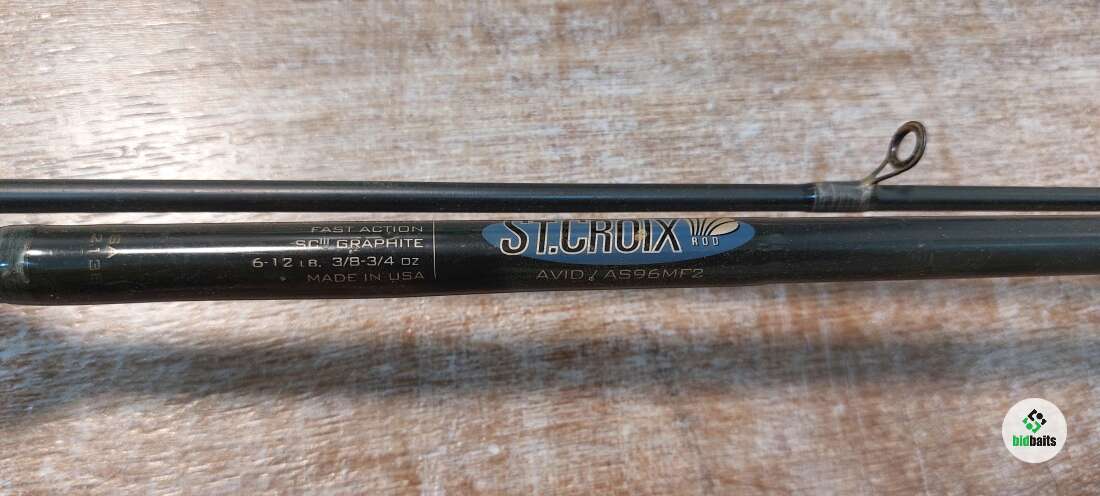 FAST ACTION
SCIII GRAPHITE
6-12 LB. 3/8-3/4 OZ
MADE IN USA
ST.CROIX
ROD
AVID / AS96MF2
213
bidbaits